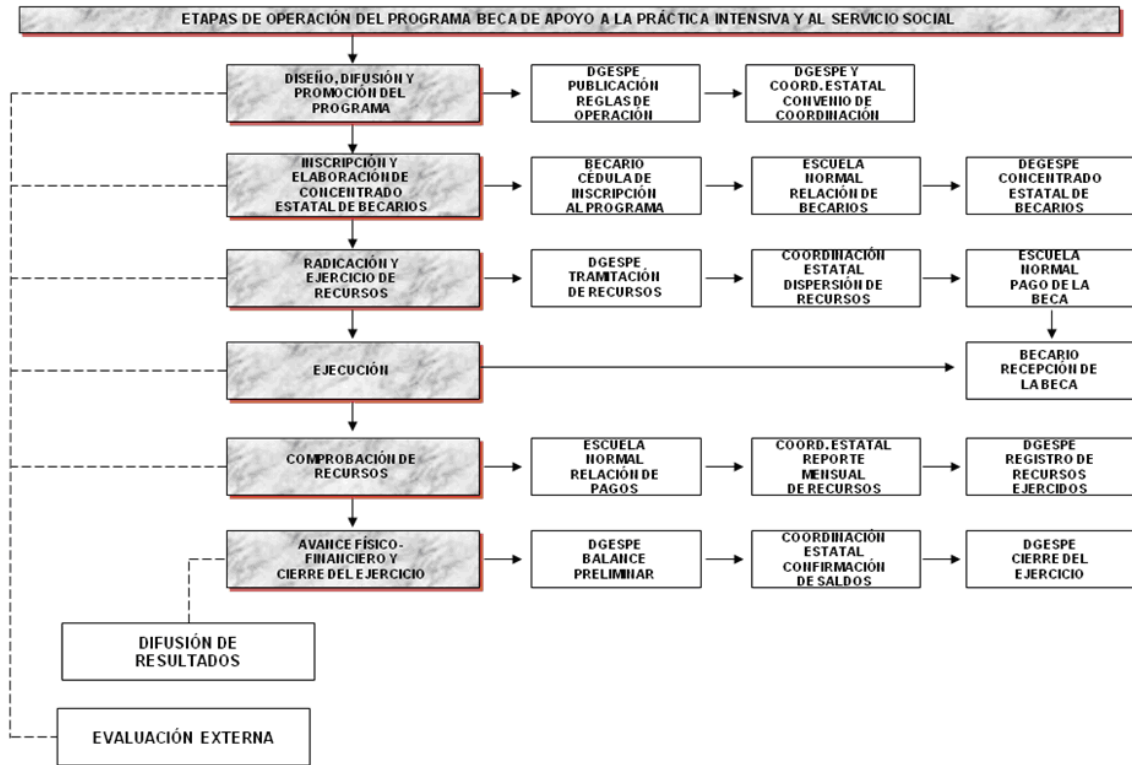 ETAPAS DE OPERACIÓN DEL PROGRAMA BECA DE APOYO A LA PRÁCTICA INTENSIVA Y AL SERVICIO SOCIAL
DISEÑO, DIFUSIÓN Y
PROMOCIÓN DEL
PROGRAMA
DGESPE
PUBLICACIÓN
REGLAS DE
OPERACIÓN
DGESPE Y
COORD. ESTATAL
CONVENIO DE
COORDINACIÓN
INSCRIPCIÓN Y
ELABORACIÓN DE
CONCENTRADO
ESTATAL DE BECARIOS
BECARIO
CÉDULA DE
INSCRIPCIÓN
AL PROGRAMA
ESCUELA
NORMAL
RELACIÓN DE
BECARIOS
DEGESPE
CONCENTRADO
ESTATAL DE
BECARIOS
RADICACIÓN Y
EJERCICIO DE
RECURSOS
DGESPE
TRAMITACIÓN
DE RECURSOS
COORDINACIÓN
ESTATAL
DISPERSIÓN DE
RECURSOS
ESCUELA
NORMAL
PAGO DE LA
BECA
EJECUCIÓN
BECARIO
RECEPCIÓN DE
LA BECA
COMPROBACIÓN DE
RECURSOS
ESCUELA
NORMAL
RELACIÓN DE
PAGOS
COORD. ESTATAL
REPORTE
MENSUAL
DE RECURSOS
DGESPE
REGISTRO DE
RECURSOS
EJERCIDOS
AVANCE FÍSICO-
FINANCIERO Y
CIERRE DEL EJERCICIO
DGESPE
BALANCE
PRELIMINAR
COORDINACIÓN
ESTATAL
CONFIRMACIÓN
DE SALDOS
DGESPE
CIERRE DEL
EJERCICIO
DIFUSIÓN DE
RESULTADOS
EVALUACIÓN EXTERNA